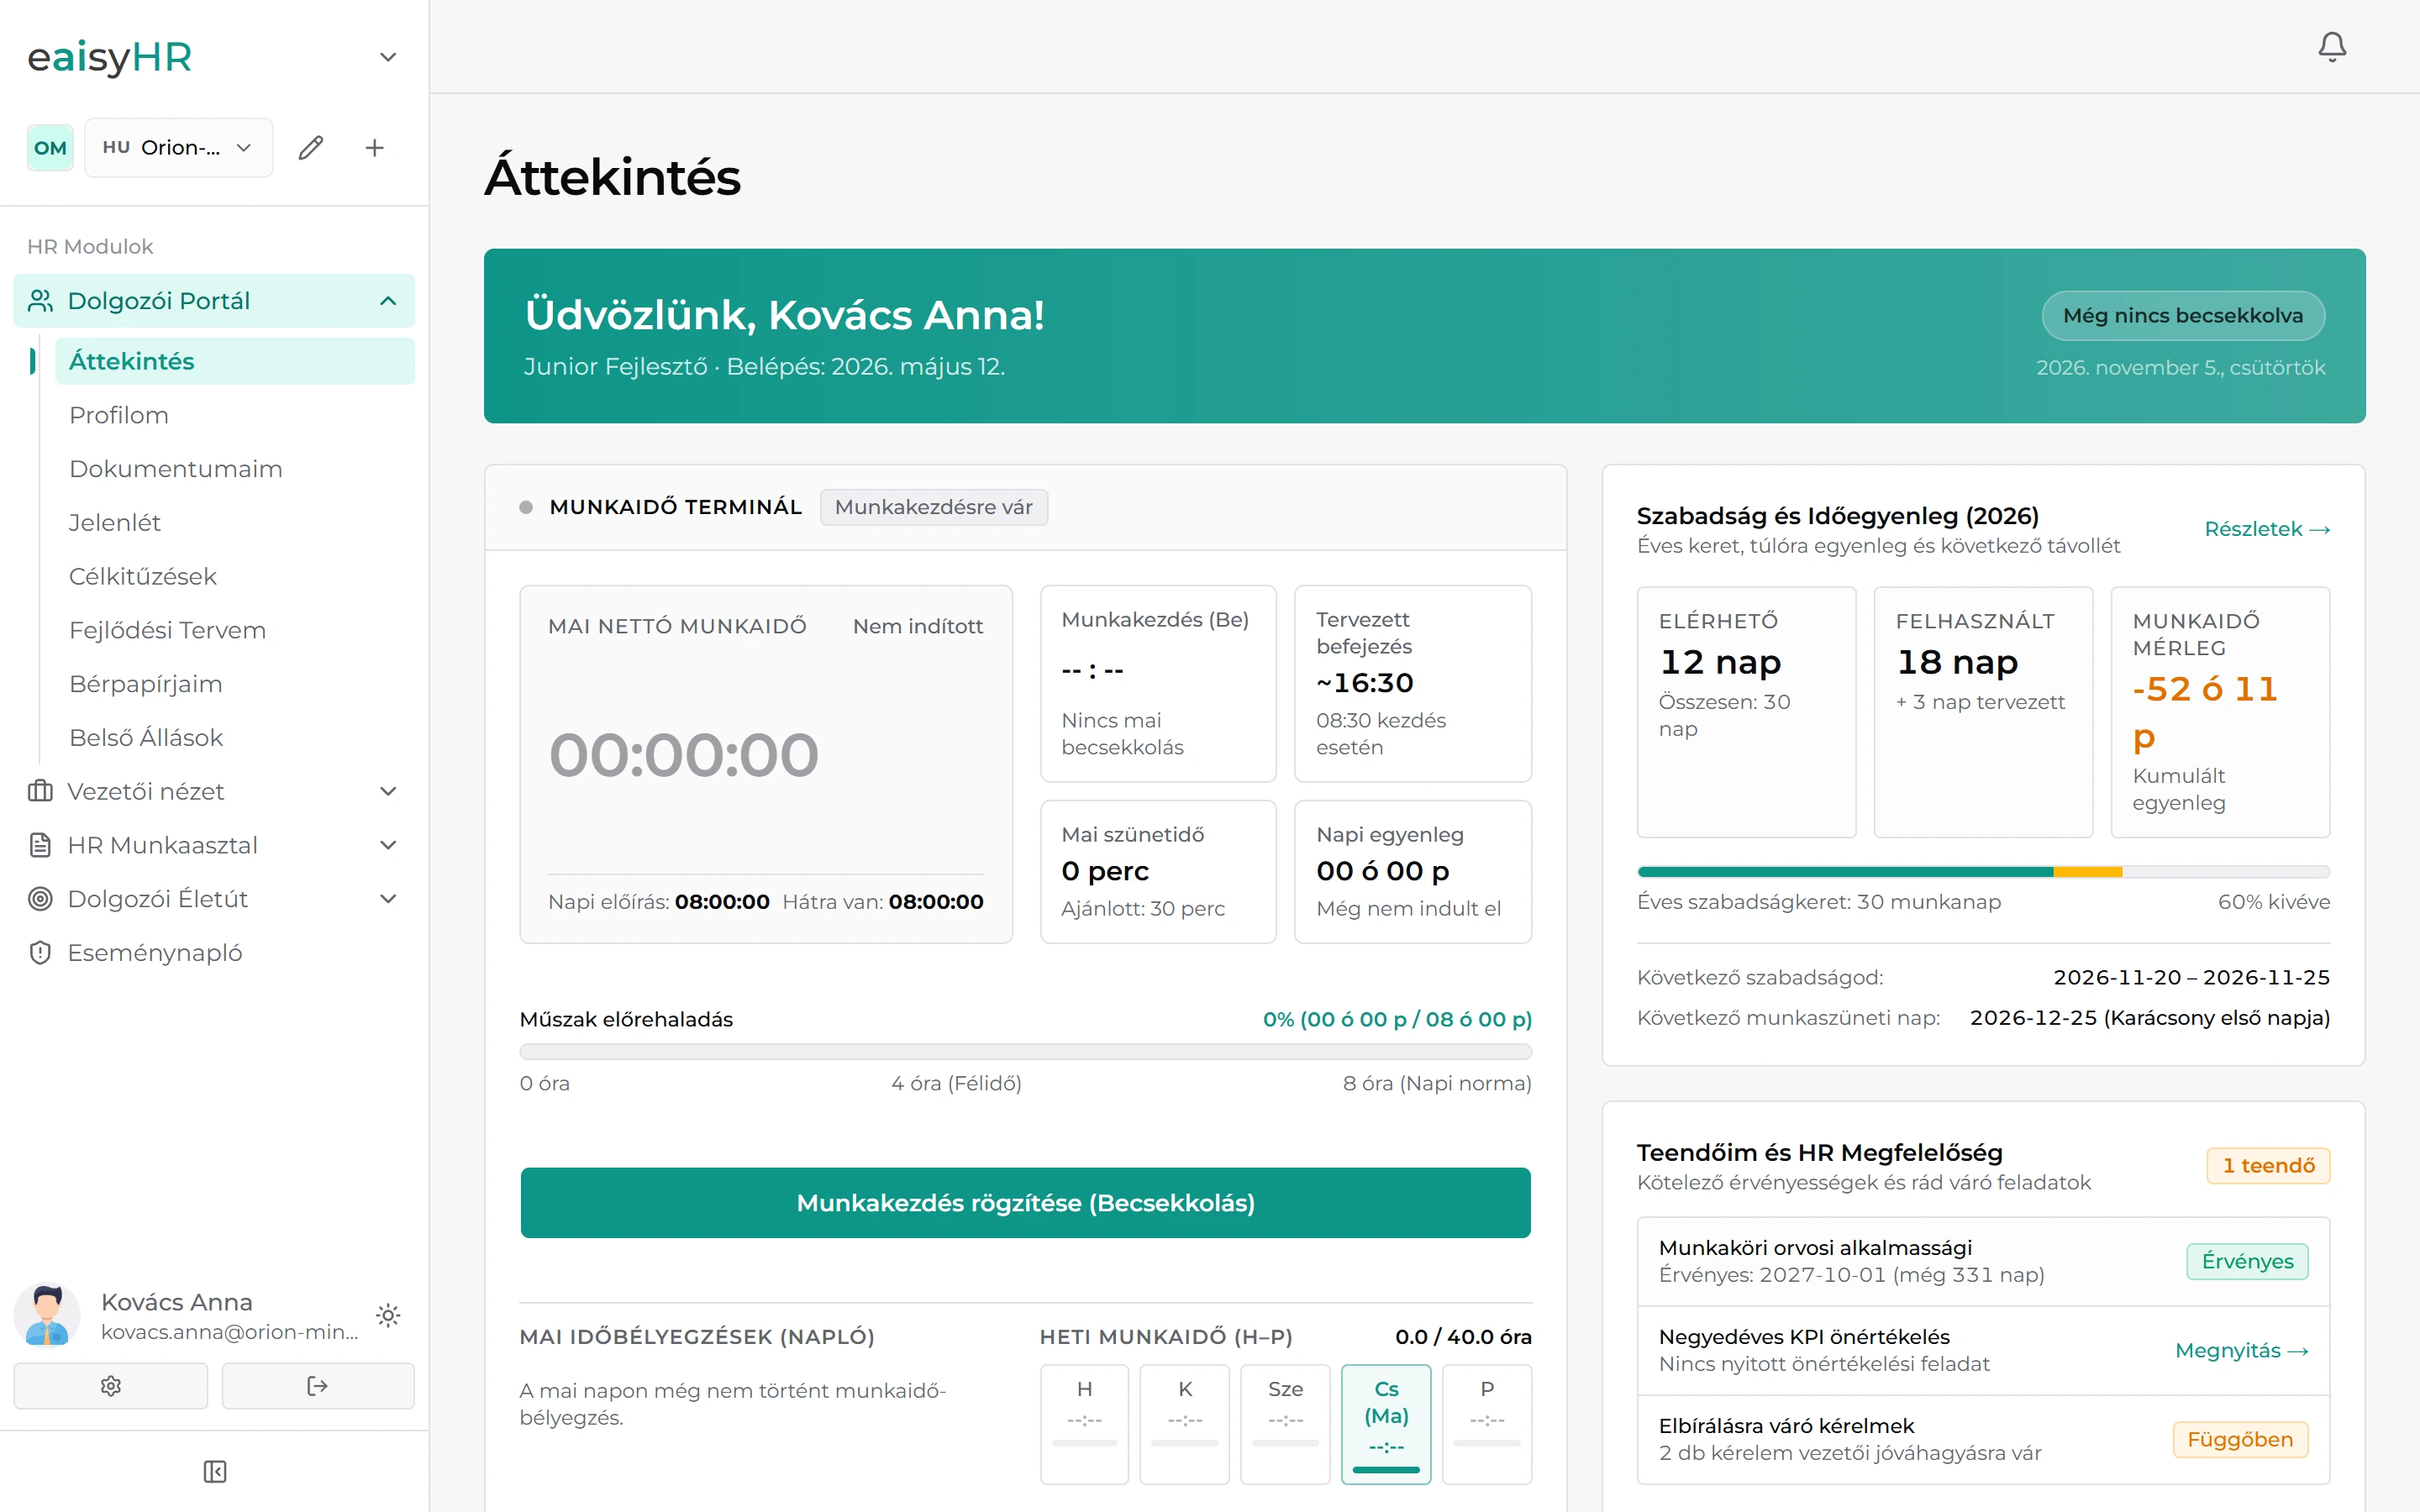 eaisyHR
OM
HU Orion-...
HR Modulok
Dolgozói Portál
Áttekintés
Profilom
Dokumentumaim
Jelenlét
Célkitűzések
Fejlődési Tervem
Bérpapírjaim
Belső Állások
Vezetői nézet
HR Munkaasztal
Dolgozói Életút
Eseménynapló
Kovács Anna
kovacs.anna@orion-min...
Áttekintés
Üdvözlünk, Kovács Anna!
Junior Fejlesztő · Belépés: 2026. május 12.
Még nincs becsekkolva
2026. november 5., csütörtök
MUNKAIDŐ TERMINÁL
Munkakezdésre vár
MAI NETTÓ MUNKAIDŐ
Nem indított
00:00:00
Napi előírás: 08:00:00
Hátra van: 08:00:00
Munkakezdés (Be)
-- : --
Nincs mai
becsekkolás
Tervezett
befejezés
~16:30
08:30 kezdés
esetén
Mai szünetidő
0 perc
Ajánlott: 30 perc
Napi egyenleg
00 ó 00 p
Még nem indult el
Műszak előrehaladás
0% (00 ó 00 p / 08 ó 00 p)
0 óra
4 óra (Félidő)
8 óra (Napi norma)
Munkakezdés rögzítése (Becsekkolás)
MAI IDŐBÉLYEGZÉSEK (NAPLÓ)
A mai napon még nem történt munkaidő-
bélyegzés.
HETI MUNKAIDŐ (H–P)
0.0 / 40.0 óra
H
--:--
K
--:--
Sze
--:--
Cs
(Ma)
--:--
P
--:--
Szabadság és Időegyenleg (2026)
Éves keret, túlóra egyenleg és következő távollét
Részletek →
ELÉRHETŐ
12 nap
Összesen: 30
nap
FELHASZNÁLT
18 nap
+ 3 nap tervezett
MUNKAIDŐ
MÉRLEG
-52 ó 11
p
Kumulált
egyenleg
Éves szabadságkeret: 30 munkanap
60% kivéve
Következő szabadságod:
2026-11-20 – 2026-11-25
Következő munkaszüneti nap:
2026-12-25 (Karácsony első napja)
Teendőim és HR Megfelelőség
Kötelező érvényességek és rád váró feladatok
1 teendő
Munkaköri orvosi alkalmassági
Érvényes: 2027-10-01 (még 331 nap)
Érvényes
Negyedéves KPI önértékelés
Nincs nyitott önértékelési feladat
Megnyitás →
Elbírálásra váró kérelmek
2 db kérelem vezetői jóváhagyásra vár
Függőben